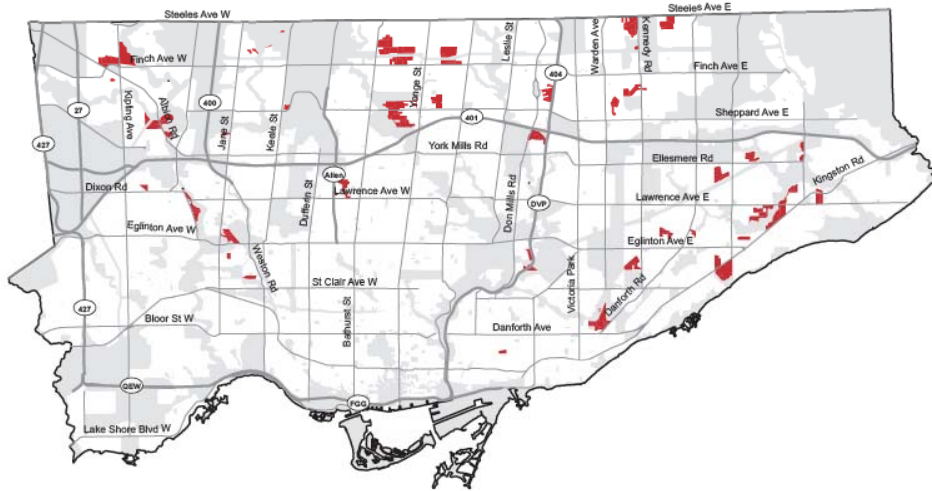 Steeles Ave W
Steeles Ave E
Leslie St
Warden Ave
Kennedy Rd
Finch Ave W
Yonge St
404
Finch Ave E
27
Kipling Ave
Albion Rd
400
Jane St
Keele St
401
Sheppard Ave E
427
York Mills Rd
Ellesmere Rd
Kingston Rd
Dixon Rd
Allen
Lawrence Ave W
Dufferin St
Don Mills Rd
DVP
Lawrence Ave E
Eglinton Ave W
Eglinton Ave E
Weston Rd
St Clair Ave W
Victoria Park
Danforth Rd
427
Bloor St W
Bathurst St
Danforth Ave
QEW
FGG
Lake Shore Blvd W